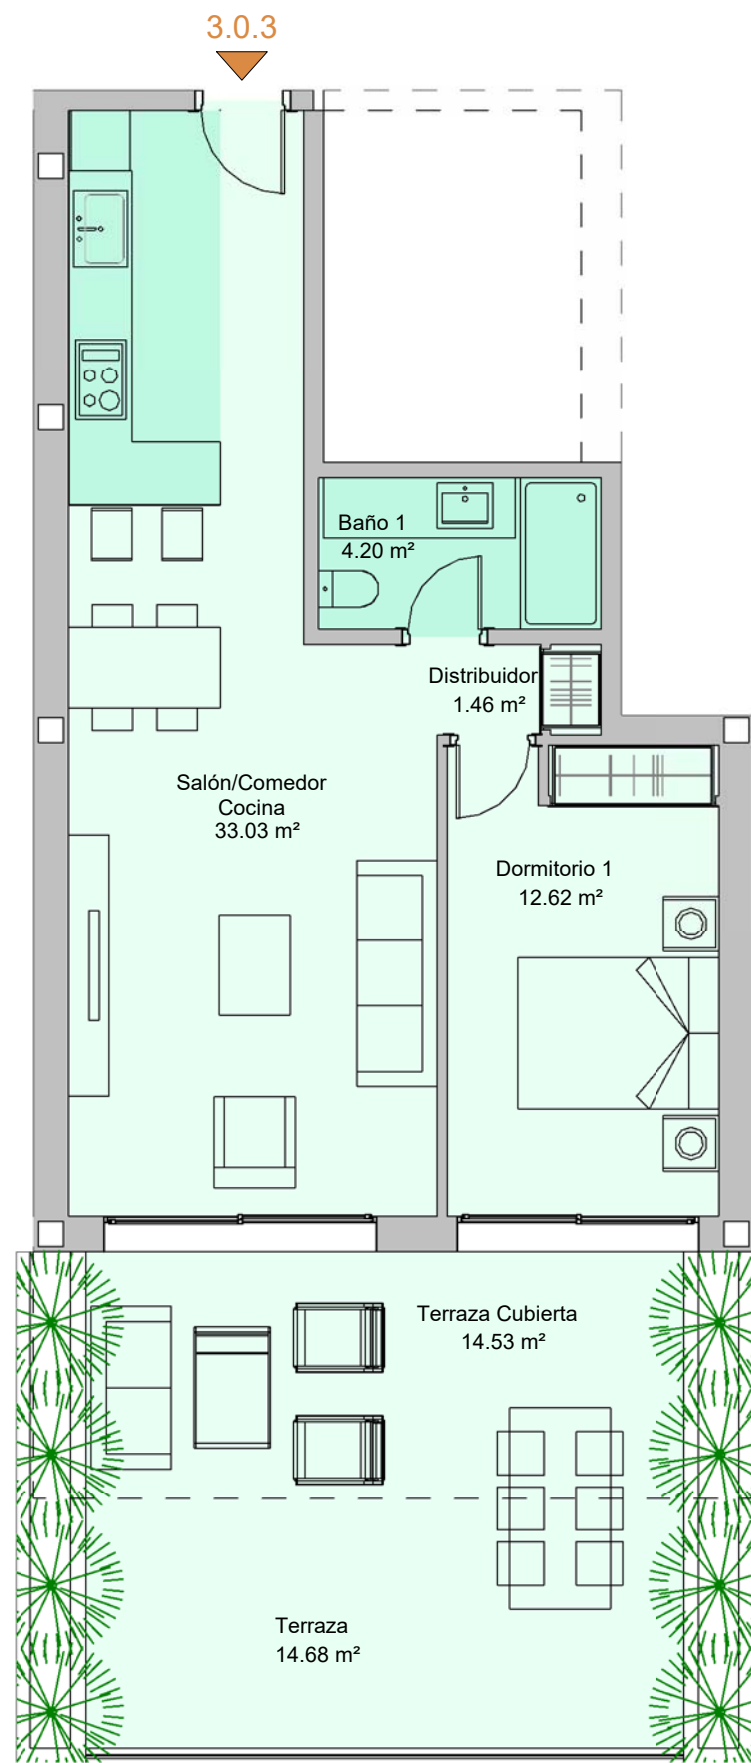 3.0.3
Baño 1
4.20 m²
Distribuidor
1.46 m²
Salón/Comedor
Cocina
33.03 m²
Dormitorio 1
12.62 m²
Terraza Cubierta
14.53 m²
Terraza
14.68 m²